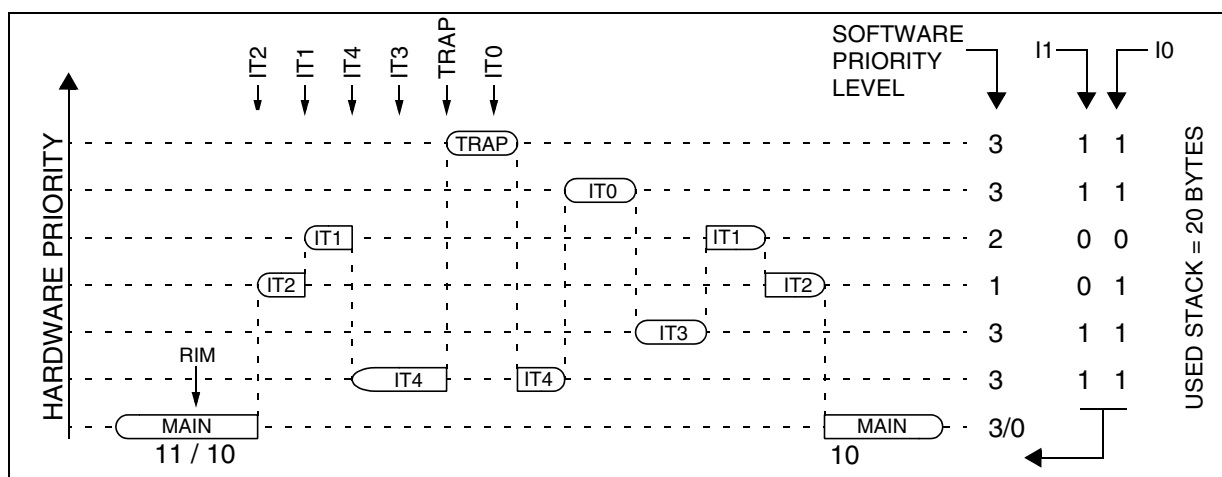 IT2
IT1
IT4
IT3
TRAP
IT0
SOFTWARE
PRIORITY
LEVEL
I1
I0
HARDWARE PRIORITY
TRAP
3
1 1
IT0
3
1 1
IT1
IT1
2
0 0
IT2
IT2
1
0 1
IT3
3
1 1
RIM
IT4
IT4
3
1 1
MAIN
MAIN
3/0
11 / 10
10
USED STACK = 20 BYTES